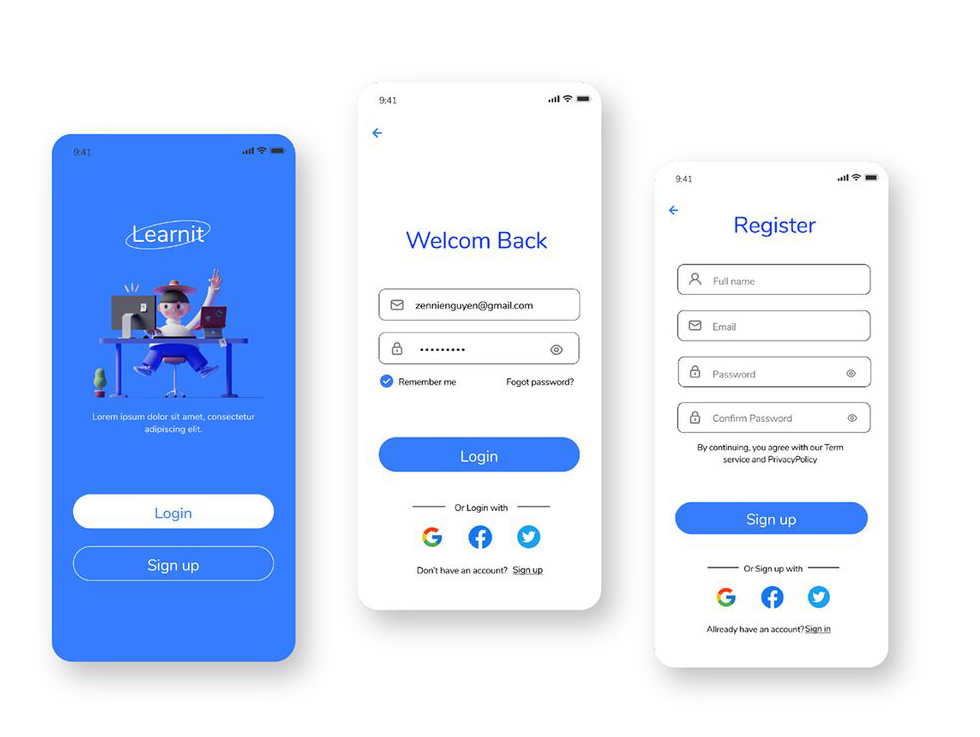 9:41
Learnit
Lorem ipsum dolor sit amet, consectetur
adipiscing elit.
Login
Sign up
9:41
Welcom Back
zennienguyen@gmail.com
•••••••••
Remember me
Fogot password?
Login
Or Login with
Don't have an account? Sign up
9:41
Register
Full name
Email
Password
Confirm Password
By continuing, you agree with our Term
service and PrivacyPolicy
Sign up
Or Sign up with
Allready have an account?Sign in